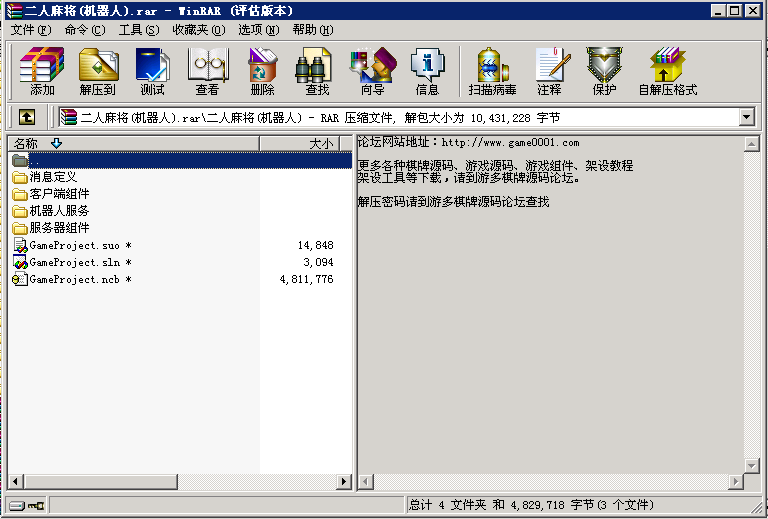 二人麻将(机器人).rar - WinRAR (评估版本)
文件(F) 命令(C) 工具(S) 收藏夹(O) 选项(N) 帮助(H)
添加 解压到 测试 查看 删除 查找 向导 信息 扫描病毒 注释 保护 自解压格式
二人麻将(机器人).rar\二人麻将(机器人) - RAR 压缩文件, 解包大小为 10,431,228 字节
名称 大小
..
消息定义
客户端组件
机器人服务
服务器组件
GameProject.suo * 14,848
GameProject.sln * 3,094
GameProject.ncb * 4,811,776
论坛网站地址：http://www.game0001.com
更多各种棋牌源码、游戏源码、游戏组件、架设教程
架设工具等下载，请到游多棋牌源码论坛。
解压密码请到游多棋牌源码论坛查找
总计 4 文件夹 和 4,829,718 字节(3 个文件)